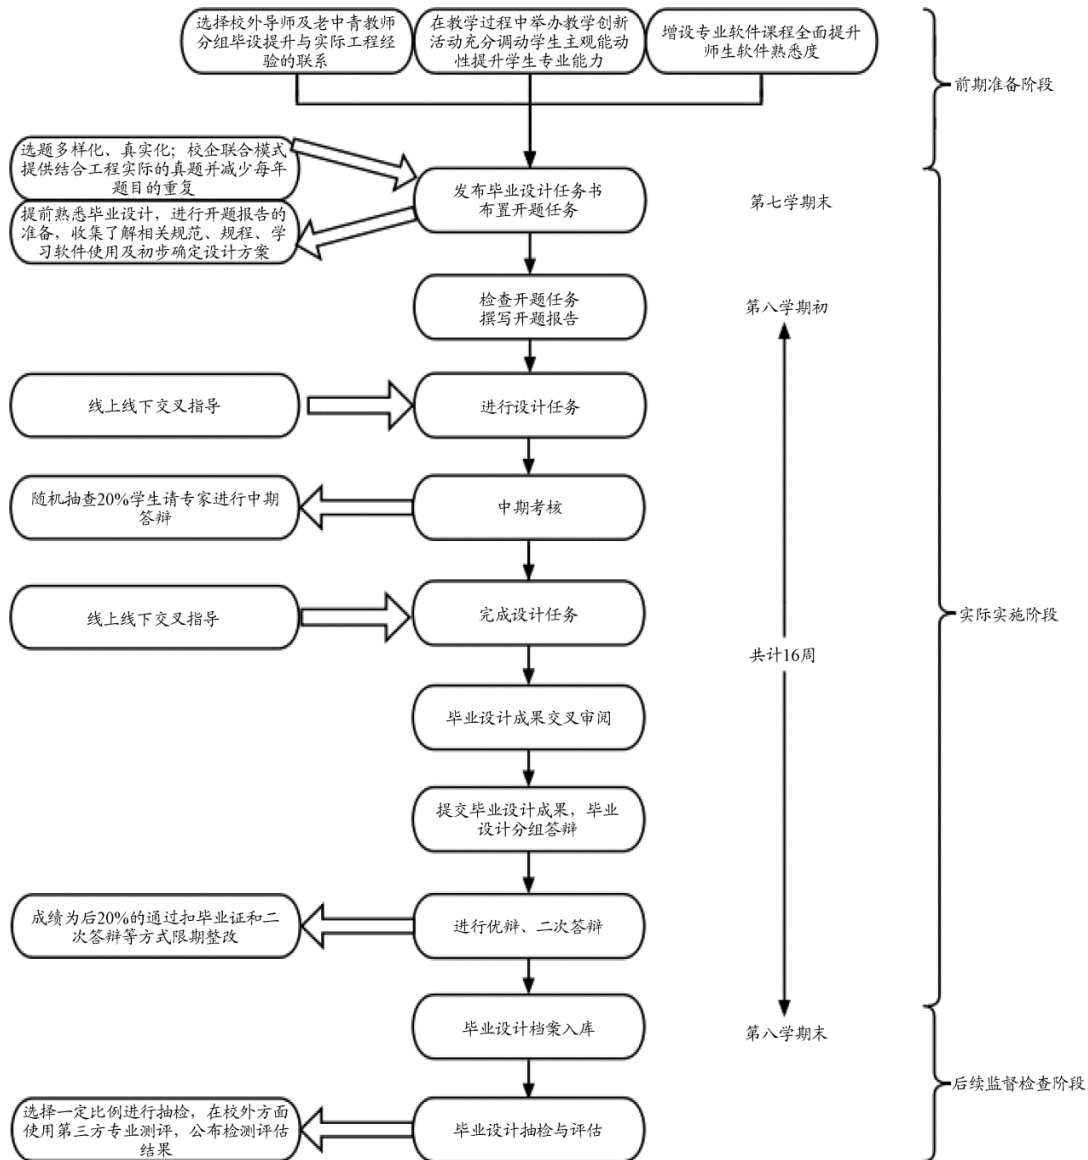 选择校外导师及老中青教师
分组毕设提升与实际工程经
验的联系
在教学过程中举办教学创新
活动充分调动学生主观能动
性提升学生专业能力
增设专业软件课程全面提升
师生软件熟悉度
前期准备阶段
选题多样化、真实化；校企联合模式
提供结合工程实际的真题并减少每年
题目的重复
提前熟悉毕业设计，进行开题报告的
准备，收集了解相关规范、规程、学
习软件使用及初步确定设计方案
发布毕业设计任务书
布置开题任务
第七学期末
检查开题任务
撰写开题报告
第八学期初
线上线下交叉指导
进行设计任务
随机抽查20%学生请专家进行中期
答辩
中期考核
线上线下交叉指导
完成设计任务
实际实施阶段
共计16周
毕业设计成果交叉审阅
提交毕业设计成果，毕业
设计分组答辩
成绩为后20%的通过扣毕业证和二
次答辩等方式限期整改
进行优辩、二次答辩
毕业设计档案入库
第八学期末
后续监督检查阶段
选择一定比例进行抽检，在校外方面
使用第三方专业测评，公布检测评估
结果
毕业设计抽检与评估